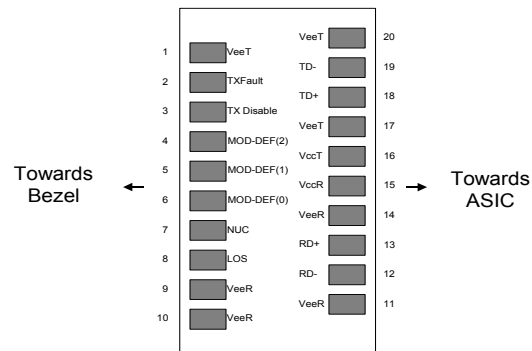 VeeT 20
1 VeeT
TD- 19
2 TXFault
TD+ 18
3 TX Disable
VeeT 17
4 MOD-DEF(2)
VccT 16
5 MOD-DEF(1)
Towards
Bezel
VccR 15
Towards
ASIC
6 MOD-DEF(0)
VeeR 14
7 NUC
RD+ 13
8 LOS
RD- 12
9 VeeR
VeeR 11
10 VeeR